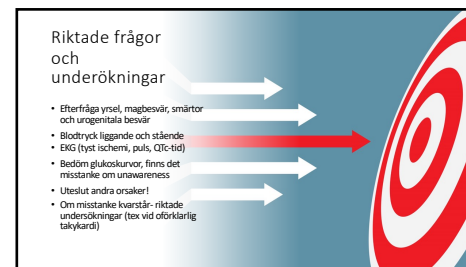 Riktade frågor
och
underökningar
• Efterfråga yrsel, magbesvär, smärtor
och urogenitala besvär
• Blodtryck liggande och stående
• EKG (tyst ischemi, puls, QTc-tid)
• Bedöm glukoskurvor, finns det
misstanke om unawareness
• Uteslut andra orsaker!
• Om misstanke kvarstår- riktade
undersökningar (tex vid oförklarlig
takykardi)